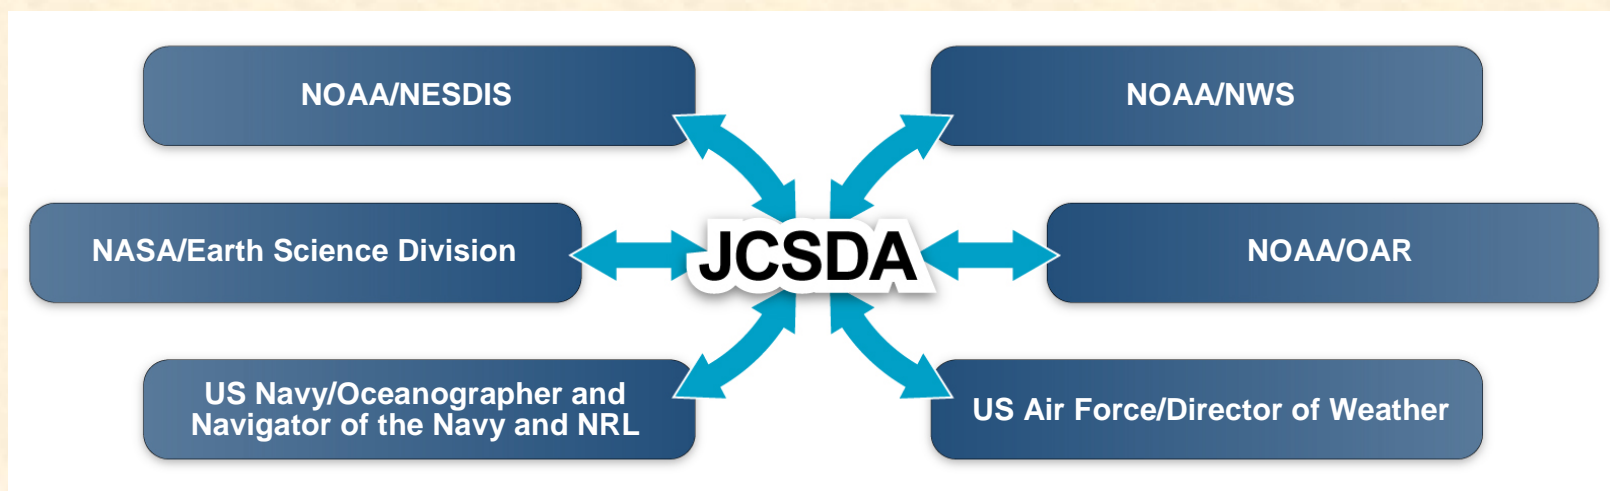 NOAA/NESDIS
NOAA/NWS
NASA/Earth Science Division
JCSDA
NOAA/OAR
US Navy/Oceanographer and
Navigator of the Navy and NRL
US Air Force/Director of Weather